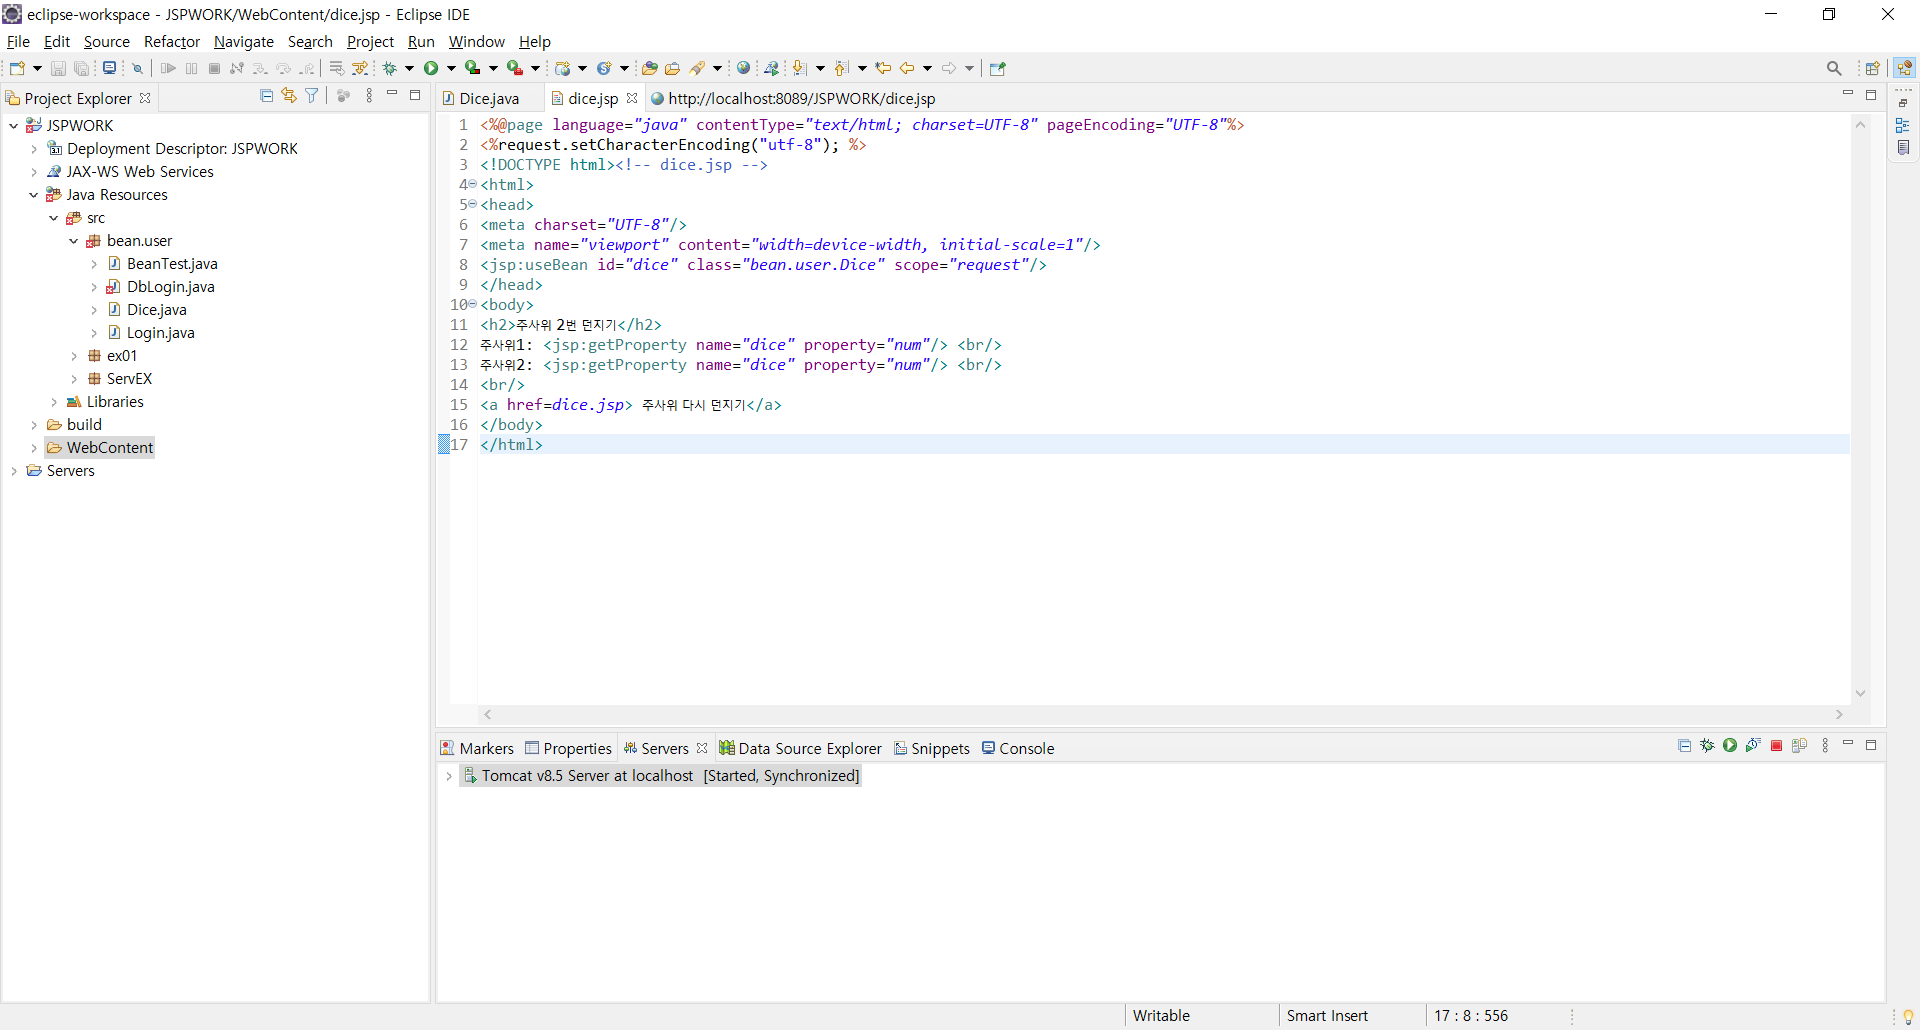 eclipse-workspace - JSPWORK/WebContent/dice.jsp - Eclipse IDE
File Edit Source Refactor Navigate Search Project Run Window Help
Project Explorer
JSPWORK
Deployment Descriptor: JSPWORK
JAX-WS Web Services
Java Resources
src
bean.user
BeanTest.java
DbLogin.java
Dice.java
Login.java
ex01
ServEX
Libraries
build
WebContent
Servers
Dice.java dice.jsp http://localhost:8089/JSPWORK/dice.jsp
1 <%@page language="java" contentType="text/html; charset=UTF-8" pageEncoding="UTF-8"%>
2 <%request.setCharacterEncoding("utf-8"); %>
3 <!DOCTYPE html><!-- dice.jsp -->
4 <html>
5 <head>
6 <meta charset="UTF-8"/>
7 <meta name="viewport" content="width=device-width, initial-scale=1"/>
8 <jsp:useBean id="dice" class="bean.user.Dice" scope="request"/>
9 </head>
10 <body>
11 <h2>주사위 2번 던지기</h2>
12 주사위1: <jsp:getProperty name="dice" property="num"/> <br/>
13 주사위2: <jsp:getProperty name="dice" property="num"/> <br/>
14 <br/>
15 <a href=dice.jsp> 주사위 다시 던지기</a>
16 </body>
17 </html>
Markers Properties Servers Data Source Explorer Snippets Console
Tomcat v8.5 Server at localhost [Started, Synchronized]
Writable Smart Insert 17 : 8 : 556